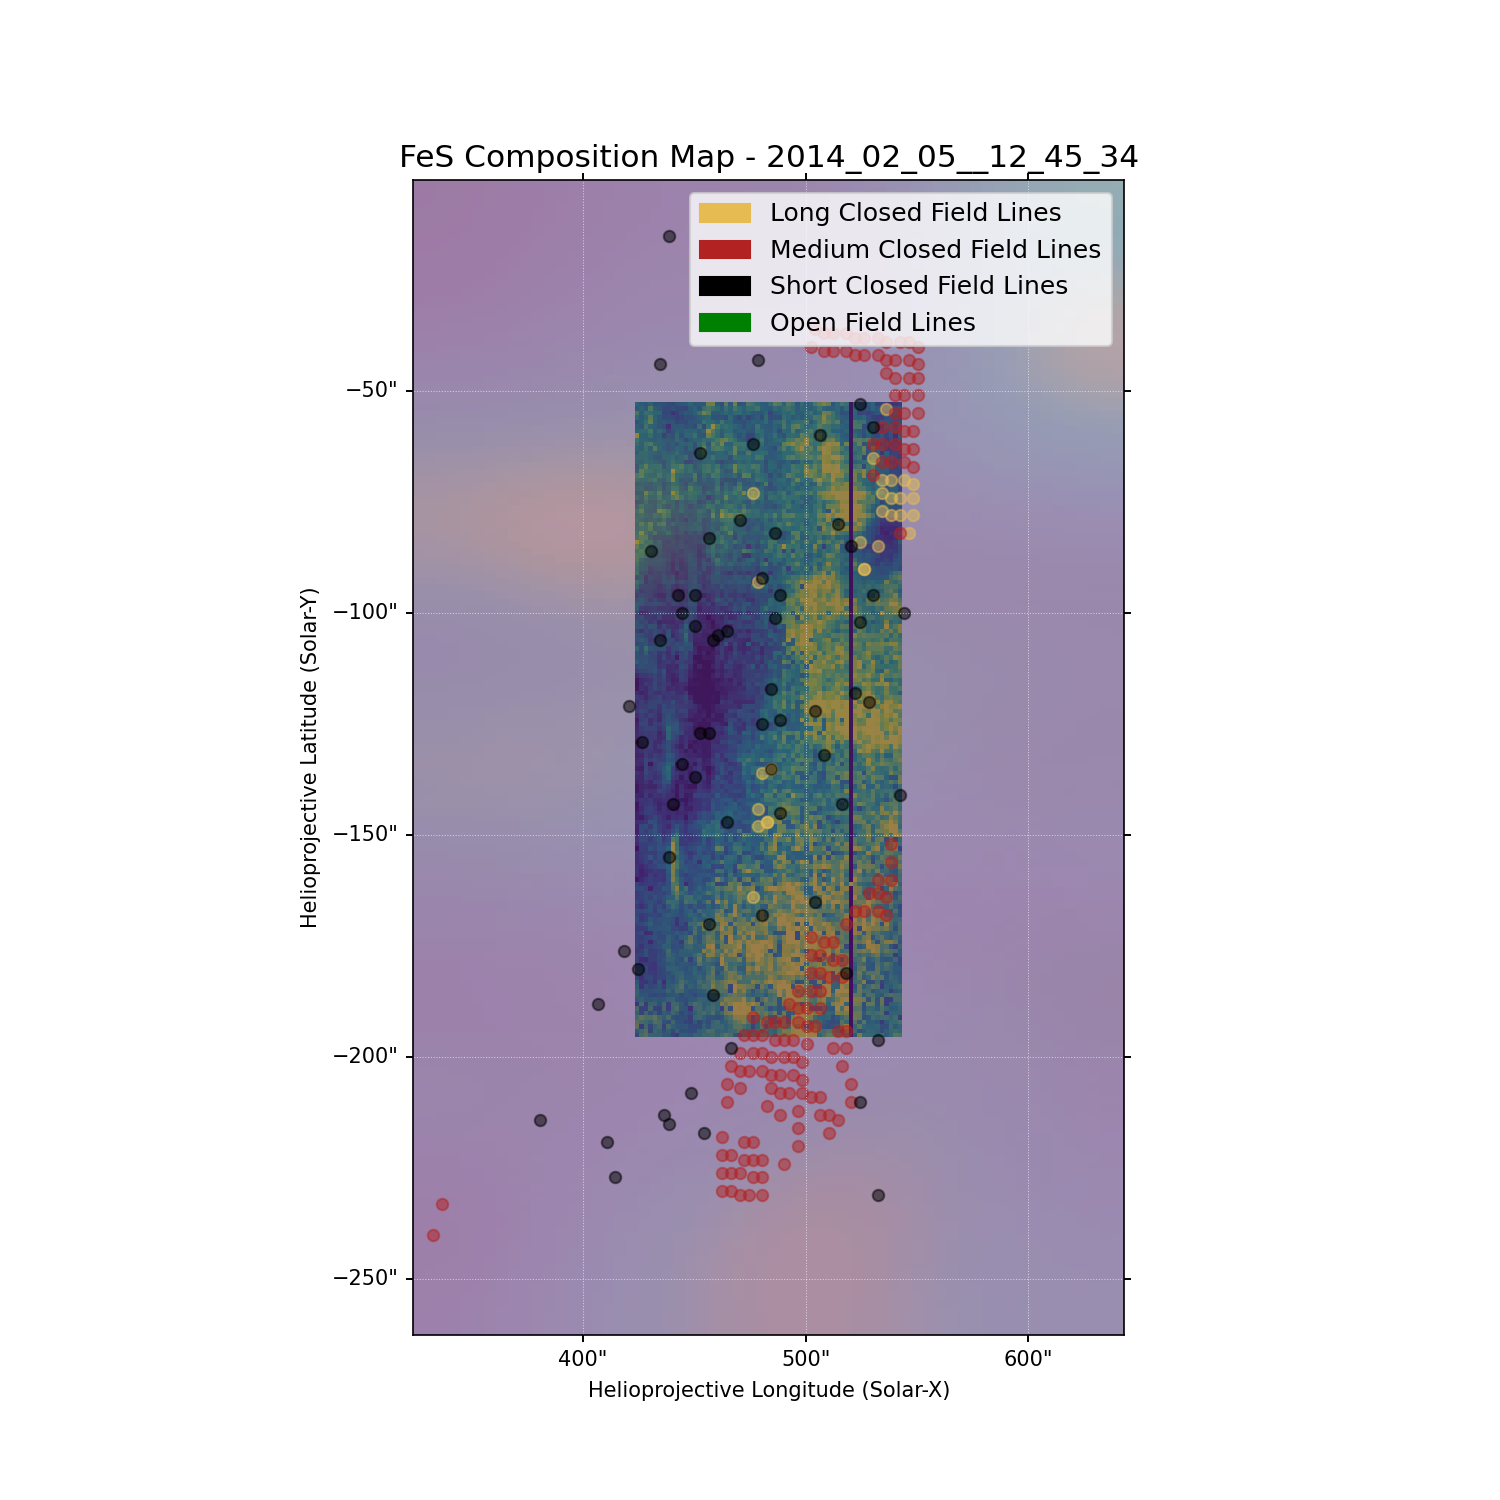 FeS Composition Map - 2014_02_05__12_45_34
Long Closed Field Lines
Medium Closed Field Lines
Short Closed Field Lines
Open Field Lines
−50"
−100"
−150"
−200"
−250"
Helioprojective Latitude (Solar-Y)
400" 500" 600"
Helioprojective Longitude (Solar-X)